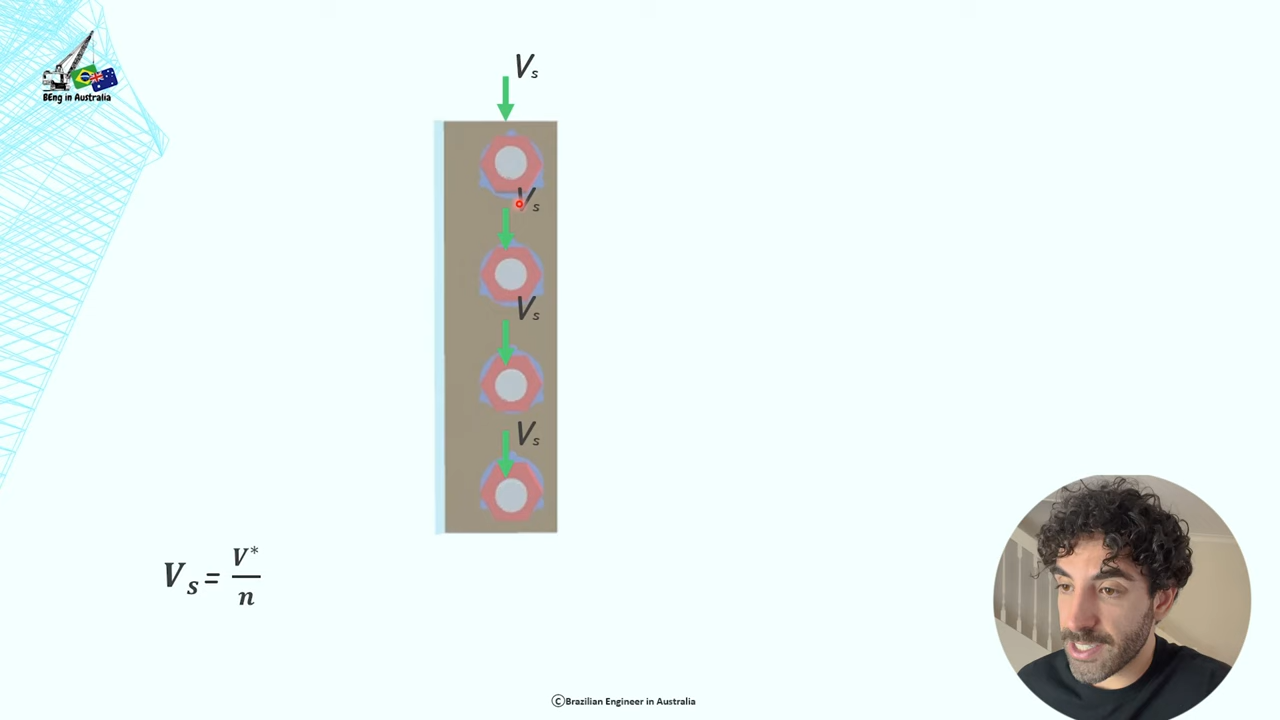 BEng in Australia
Vs
Vs
Vs
Vs
Vs = V*/n
©Brazilian Engineer in Australia